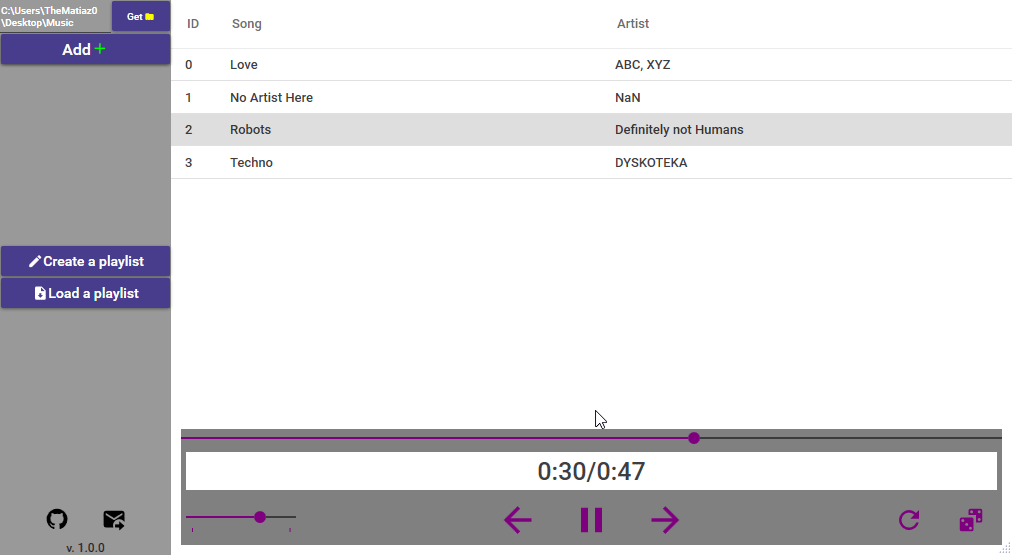 C:\Users\TheMatiaz0
\Desktop\Music
Get
Add
Create a playlist
Load a playlist
v. 1.0.0
ID Song Artist
0 Love ABC, XYZ
1 No Artist Here NaN
2 Robots Definitely not Humans
3 Techno DYSKOTEKA
0:30/0:47